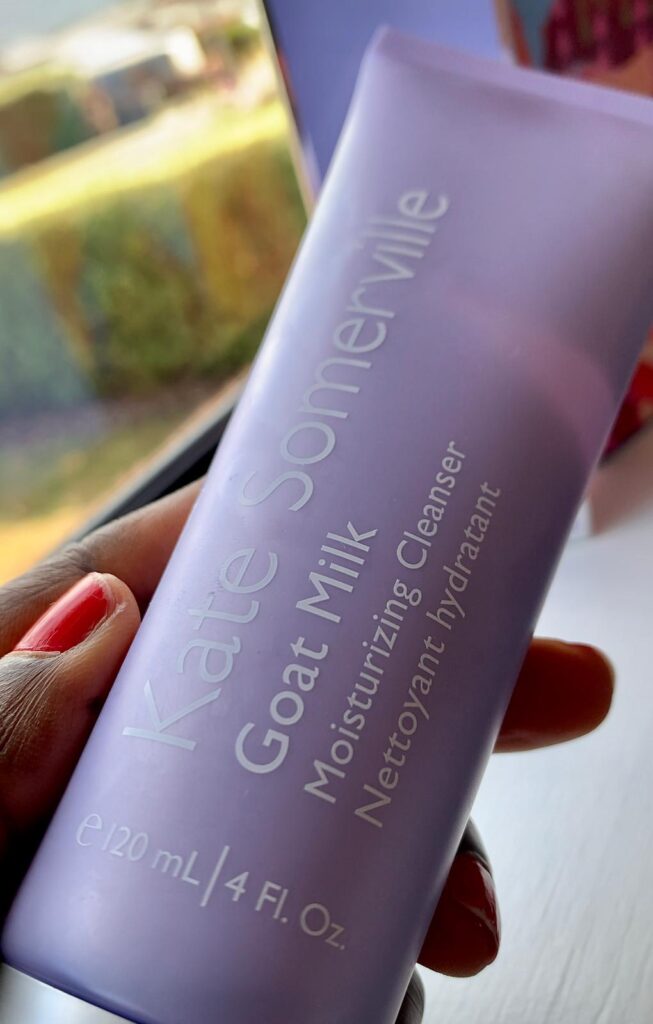 Kate Somerville
Goat Milk
Moisturizing Cleanser
Nettoyant hydratant
e 120 mL | 4 Fl. Oz.